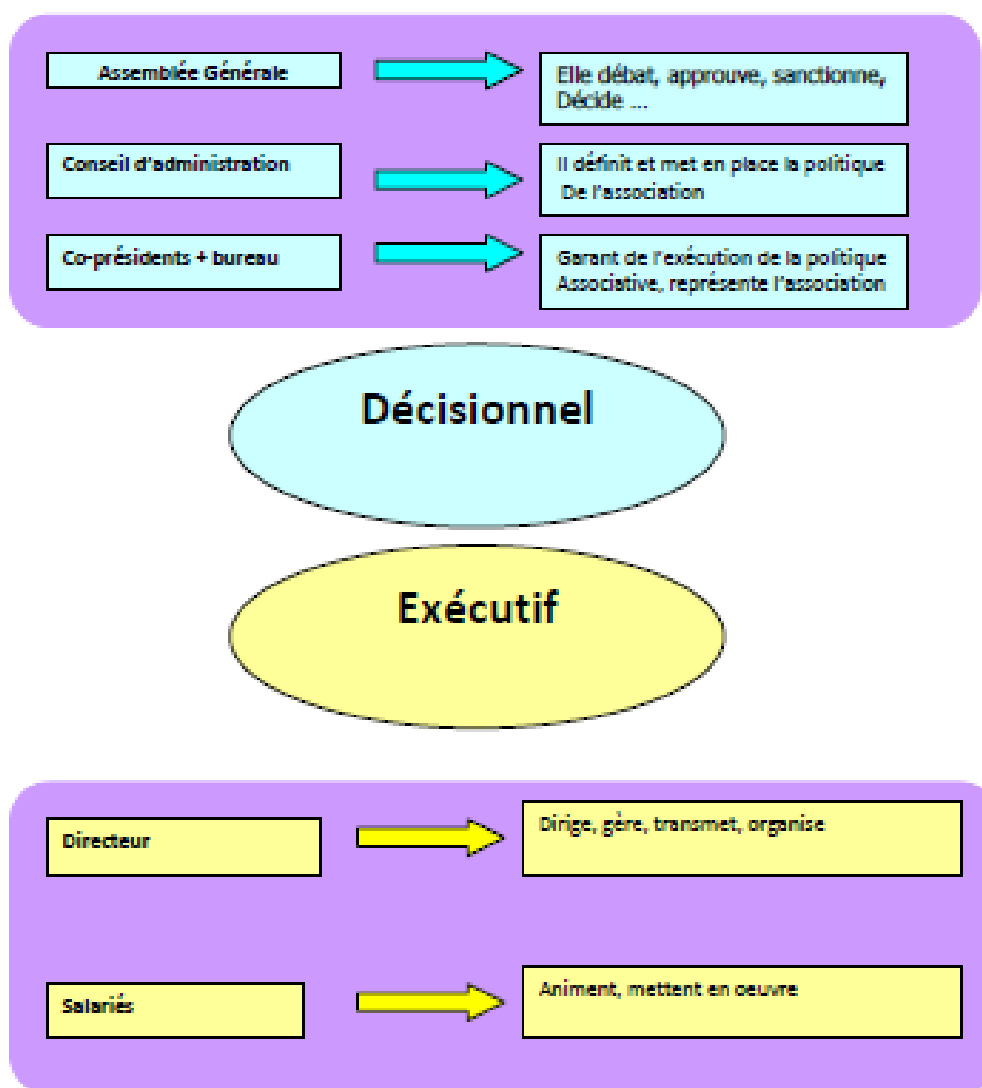 Assemblée Générale
Elle débat, approuve, sanctionne,
Décide ...
Conseil d'administration
Il définit et met en place la politique
De l'association
Co-présidents + bureau
Garant de l'exécution de la politique
Associative, représente l'association
Décisionnel
Exécutif
Directeur
Dirige, gère, transmet, organise
Salariés
Animent, mettent en oeuvre